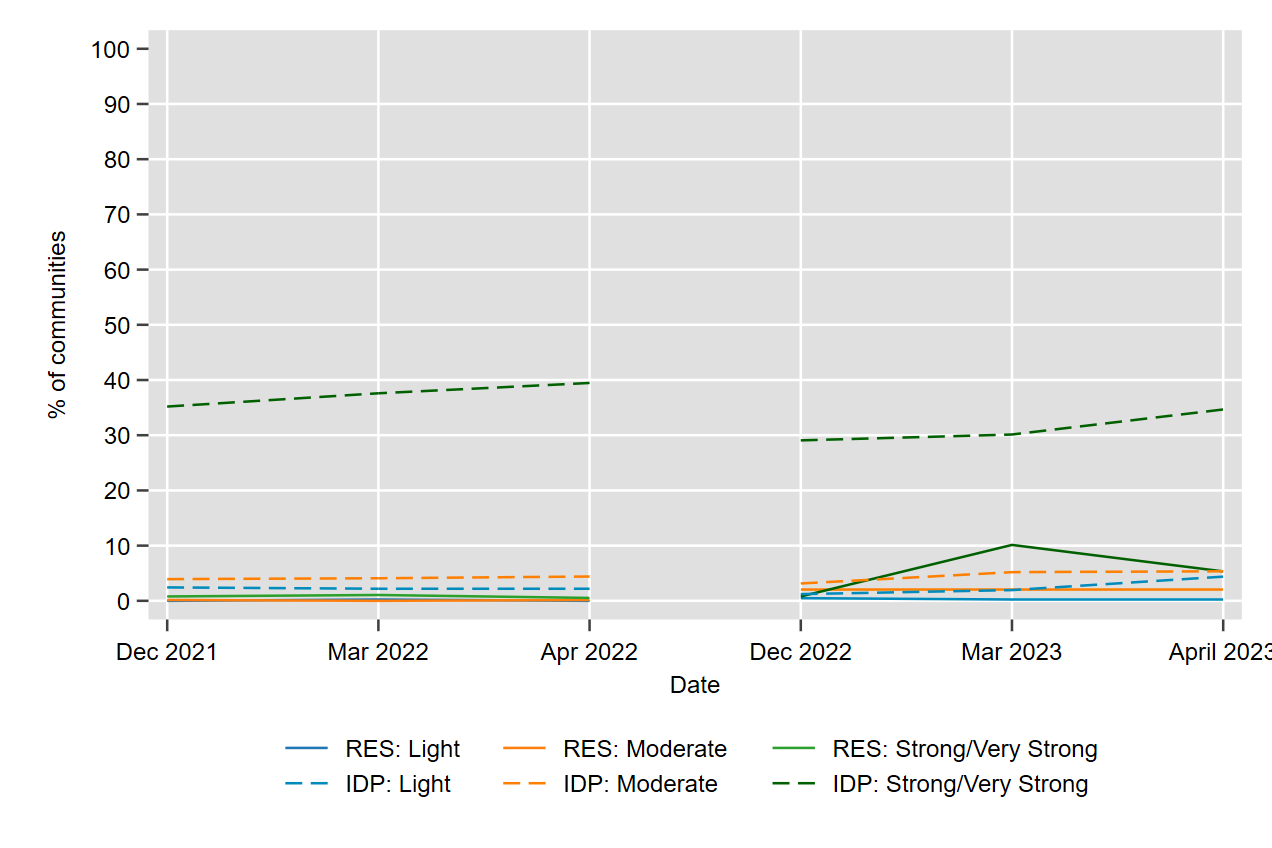 100
90
80
70
60
50
40
30
20
10
0
% of communities
Dec 2021 Mar 2022 Apr 2022 Dec 2022 Mar 2023 April 2023
Date
RES: Light RES: Moderate RES: Strong/Very Strong
IDP: Light IDP: Moderate IDP: Strong/Very Strong